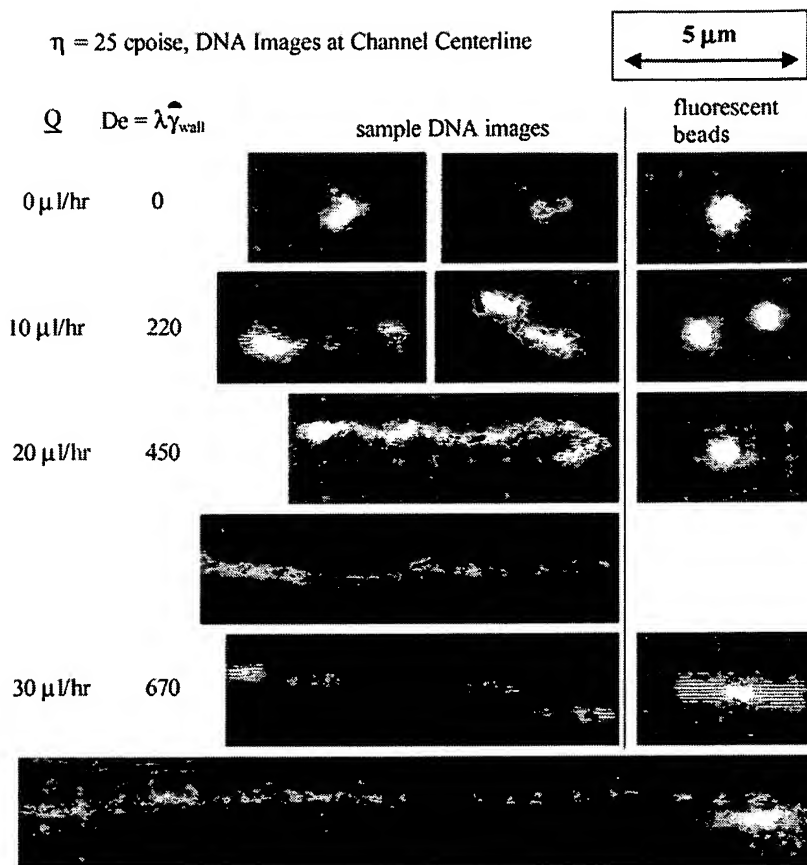 η = 25 cpoise, DNA Images at Channel Centerline
5 μm
Q De = λγ̂wall sample DNA images fluorescent beads
0 μl/hr 0
10 μl/hr 220
20 μl/hr 450
30 μl/hr 670